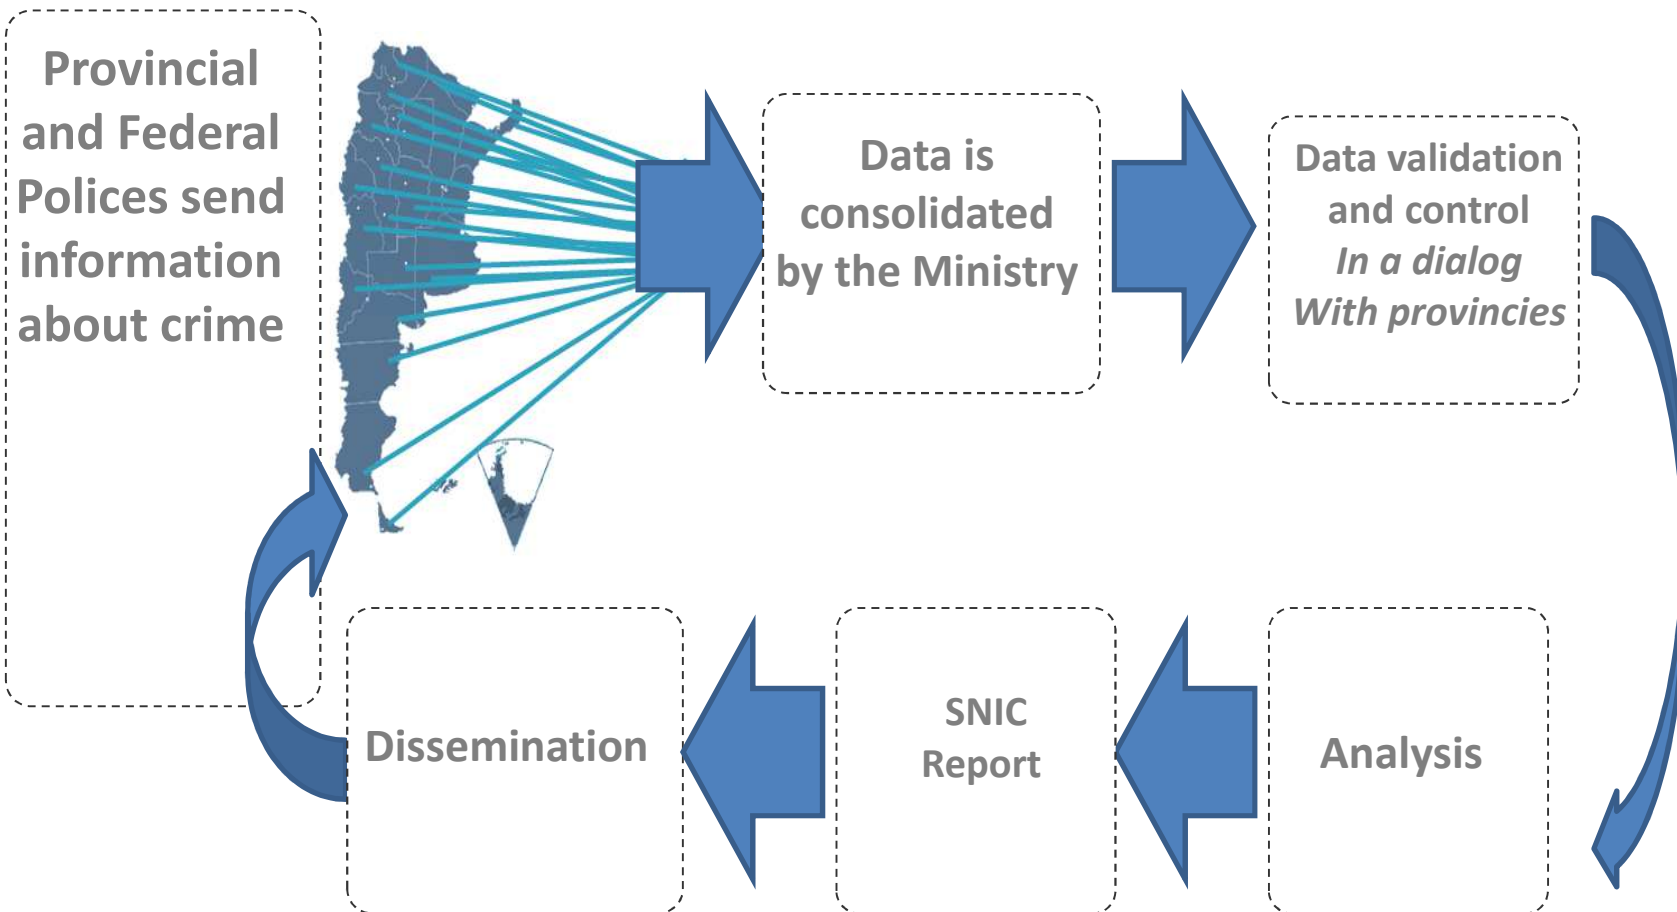 Provincial
and Federal
Polices send
information
about crime
Data is
consolidated
by the Ministry
Data validation
and control
In a dialog
With provincies
Analysis
SNIC
Report
Dissemination